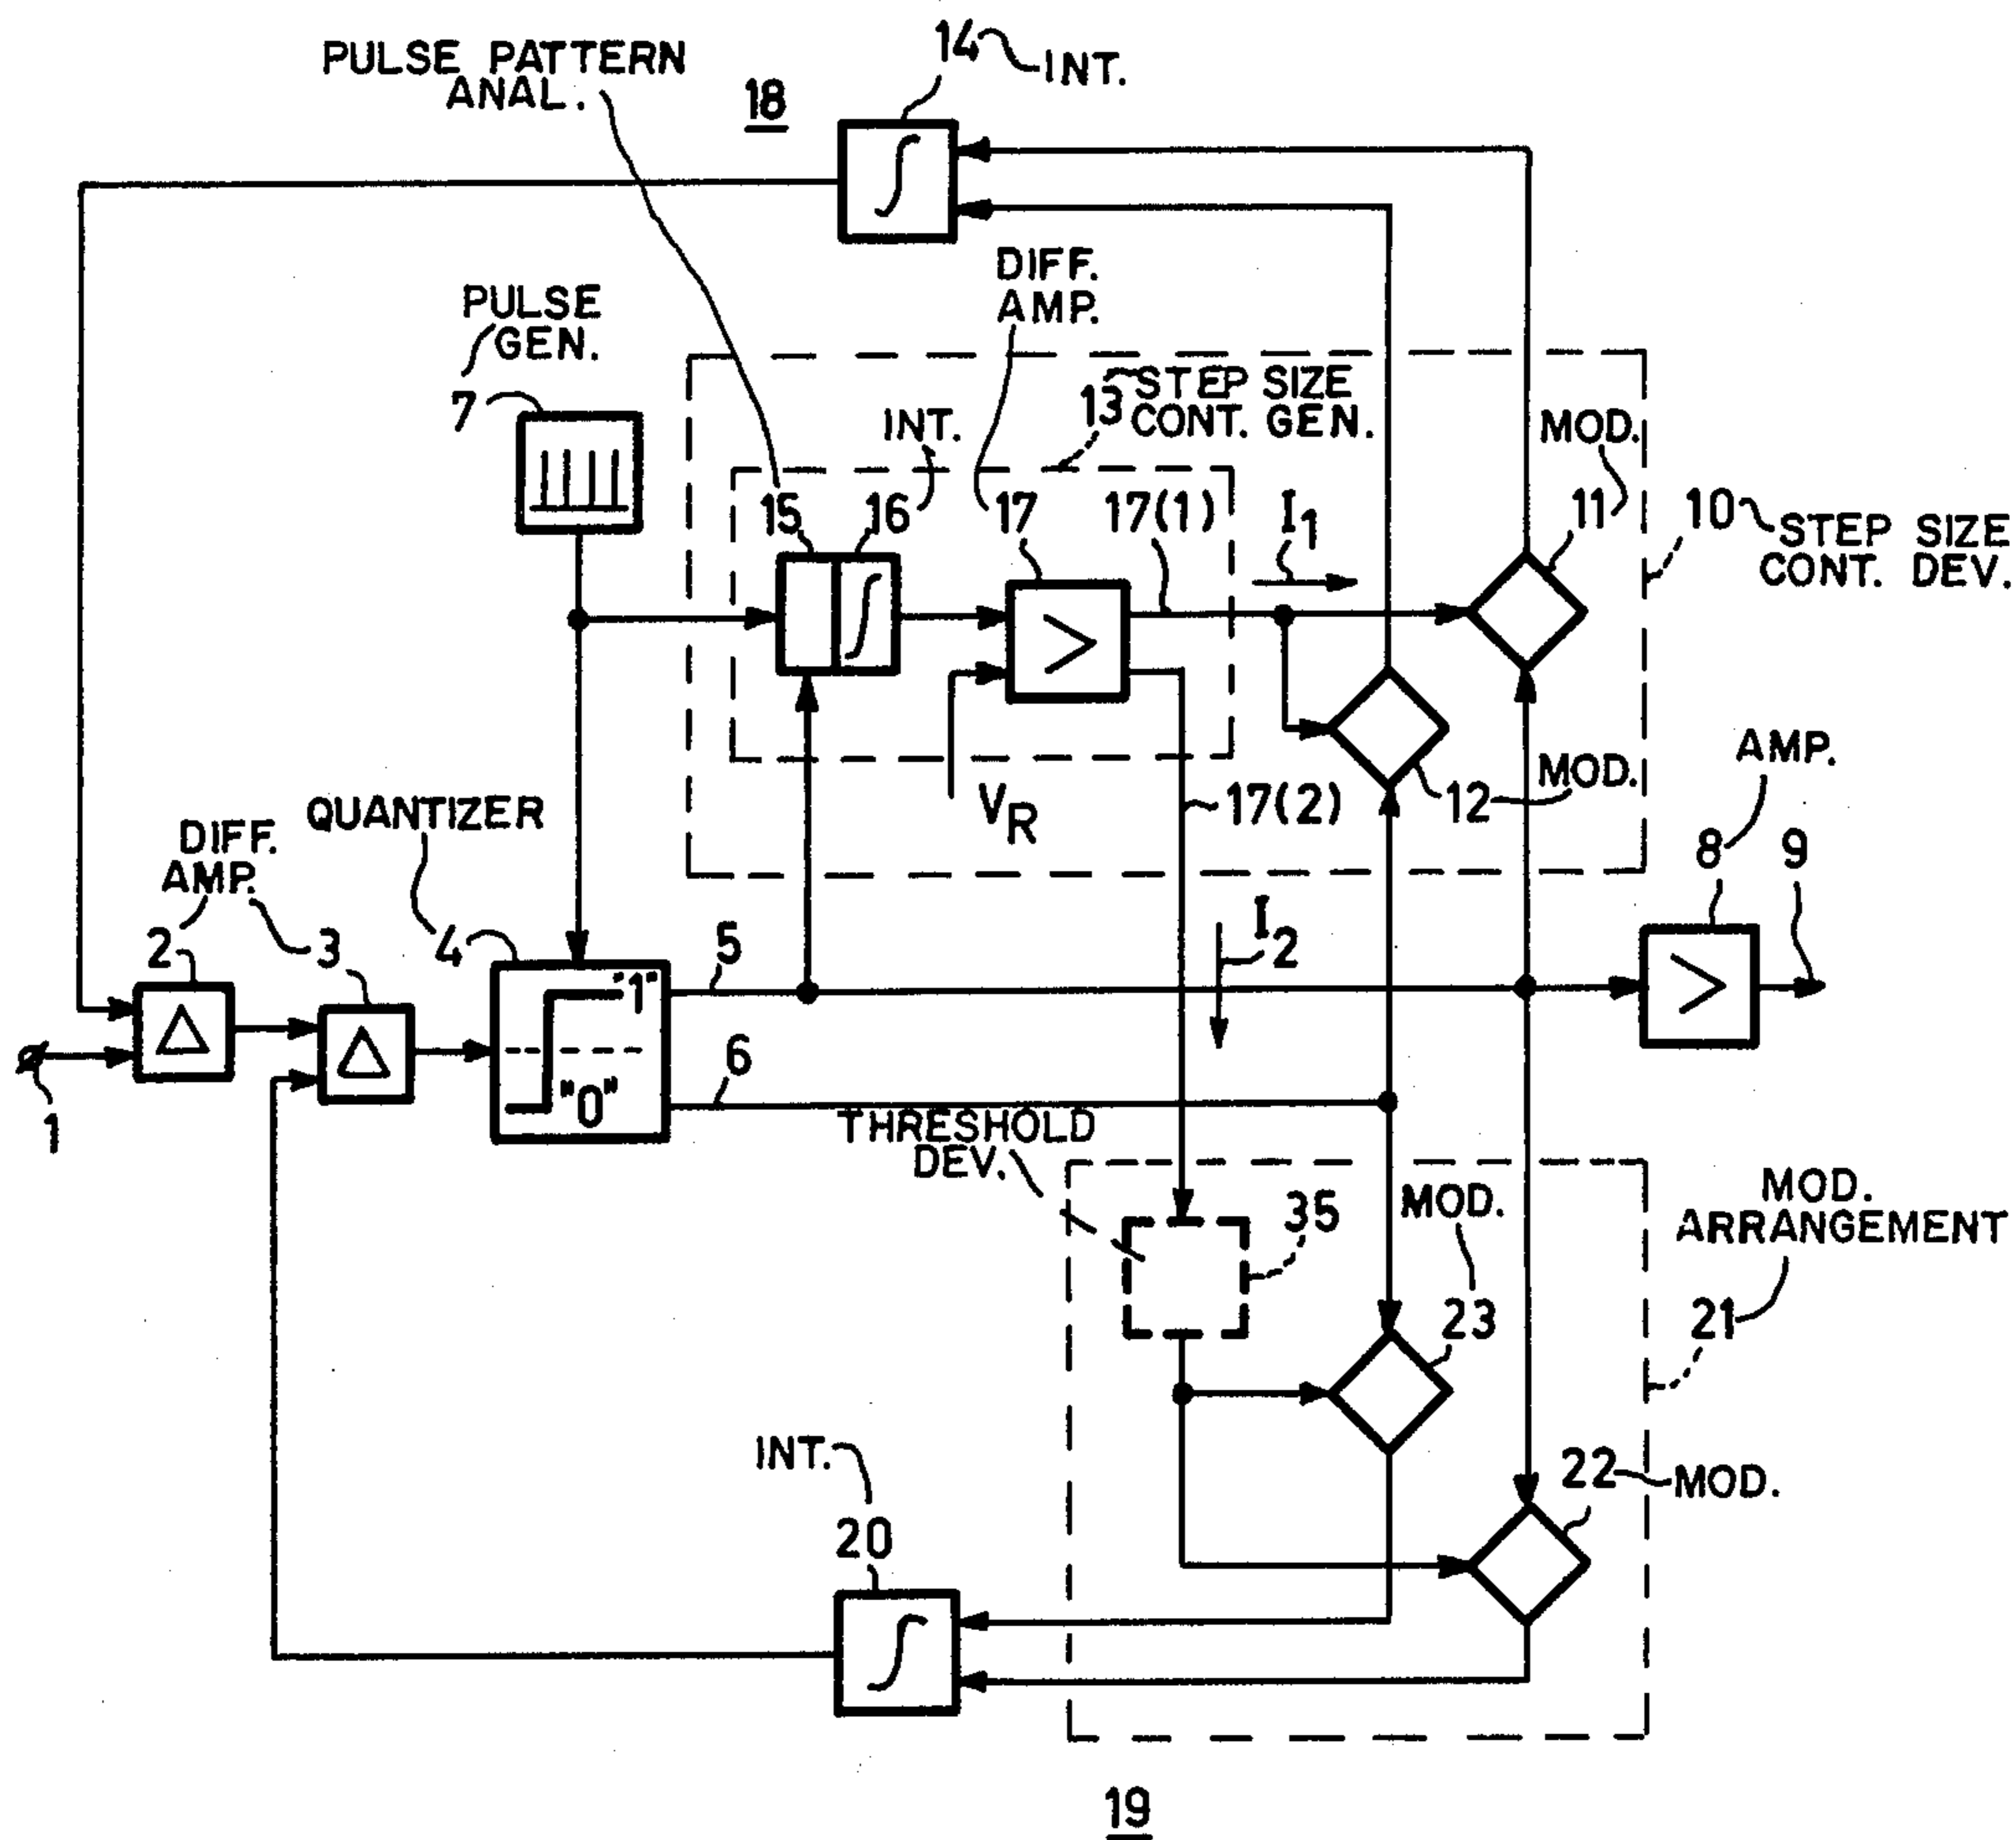 14 INT.
PULSE PATTERN
ANAL.
18
DIFF.
AMP.
PULSE
GEN.
7
13 STEP SIZE
CONT. GEN.
INT.
MOD.
15 16 17 17(1) I1 11
10 STEP SIZE
CONT. DEV.
VR
17(2)
12 MOD.
AMP.
8 9
QUANTIZER
DIFF.
AMP.
2 3 4 5
"1"
I2
6
"0"
1
THRESHOLD
DEV.
35
MOD.
23
MOD.
ARRANGEMENT
21
INT.
20
22 MOD.
19